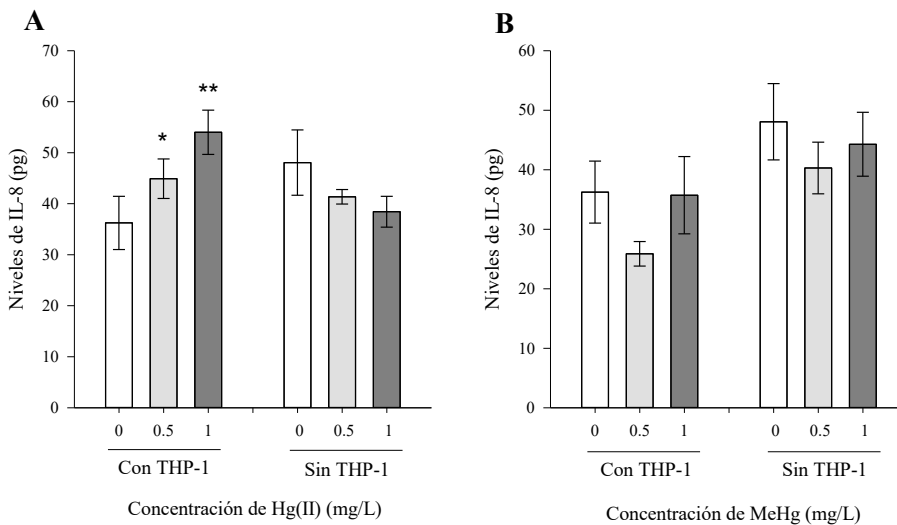 A
70
60
50
40
30
20
10
0
Niveles de IL-8 (pg)
*
**
0 0.5 1 0 0.5 1
Con THP-1 Sin THP-1
Concentración de Hg(II) (mg/L)
B
60
50
40
30
20
10
0
Niveles de IL-8 (pg)
0 0.5 1 0 0.5 1
Con THP-1 Sin THP-1
Concentración de MeHg (mg/L)